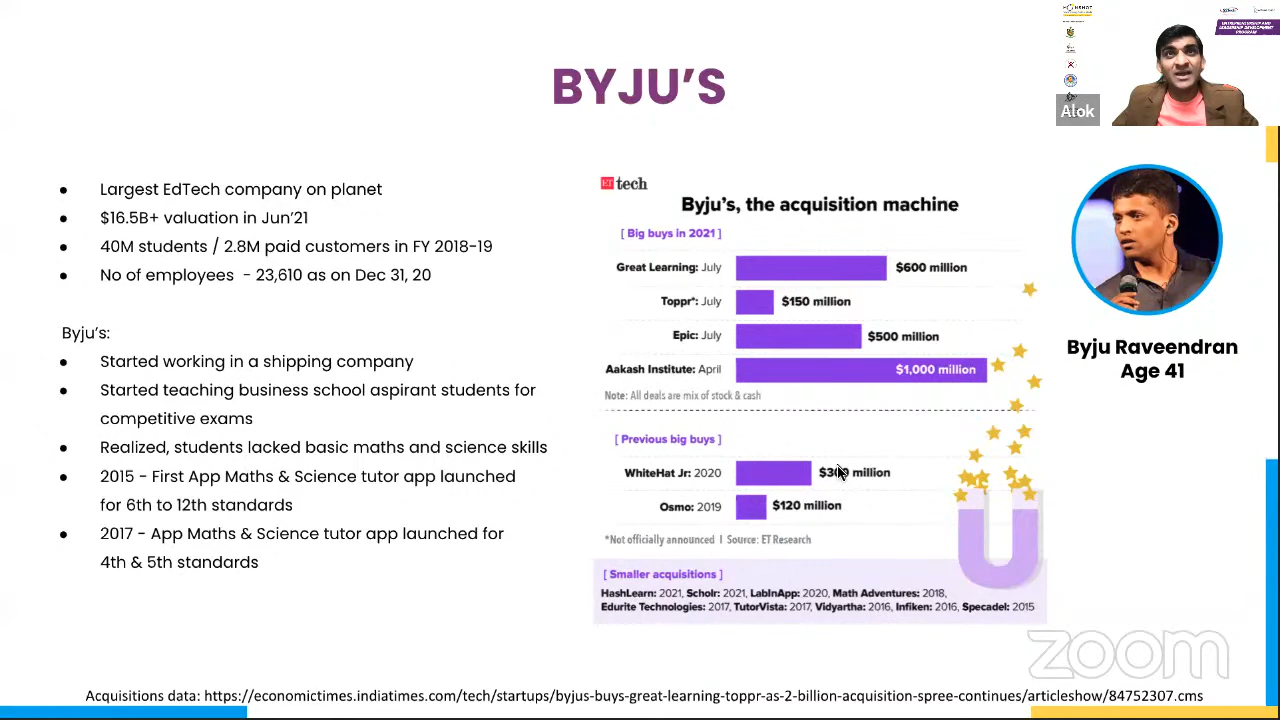 BYJU'S
ENTREPRENEURSHIP AND
LEADERSHIP DEVELOPMENT
PROGRAM
Alok
● Largest EdTech company on planet
● $16.5B+ valuation in Jun'21
● 40M students / 2.8M paid customers in FY 2018-19
● No of employees - 23,610 as on Dec 31, 20
Byju's:
● Started working in a shipping company
● Started teaching business school aspirant students for
competitive exams
● Realized, students lacked basic maths and science skills
● 2015 - First App Maths & Science tutor app launched
for 6th to 12th standards
● 2017 - App Maths & Science tutor app launched for
4th & 5th standards
ET tech
Byju's, the acquisition machine
[ Big buys in 2021 ]
Great Learning: July $600 million
Toppr*: July $150 million
Epic: July $500 million
Aakash Institute: April $1,000 million
Note: All deals are mix of stock & cash
[ Previous big buys ]
WhiteHat Jr: 2020 million
Osmo: 2019 $120 million
*Not officially announced | Source: ET Research
[ Smaller acquisitions ]
HashLearn: 2021, Scholr: 2021, LabInApp: 2020, Math Adventures: 2018,
Edurite Technologies: 2017, TutorVista: 2017, Vidyartha: 2016, Infiken: 2016, Specadel: 2015
Byju Raveendran
Age 41
zoom
Acquisitions data: https://economictimes.indiatimes.com/tech/startups/byjus-buys-great-learning-toppr-as-2-billion-acquisition-spree-continues/articleshow/84752307.cms